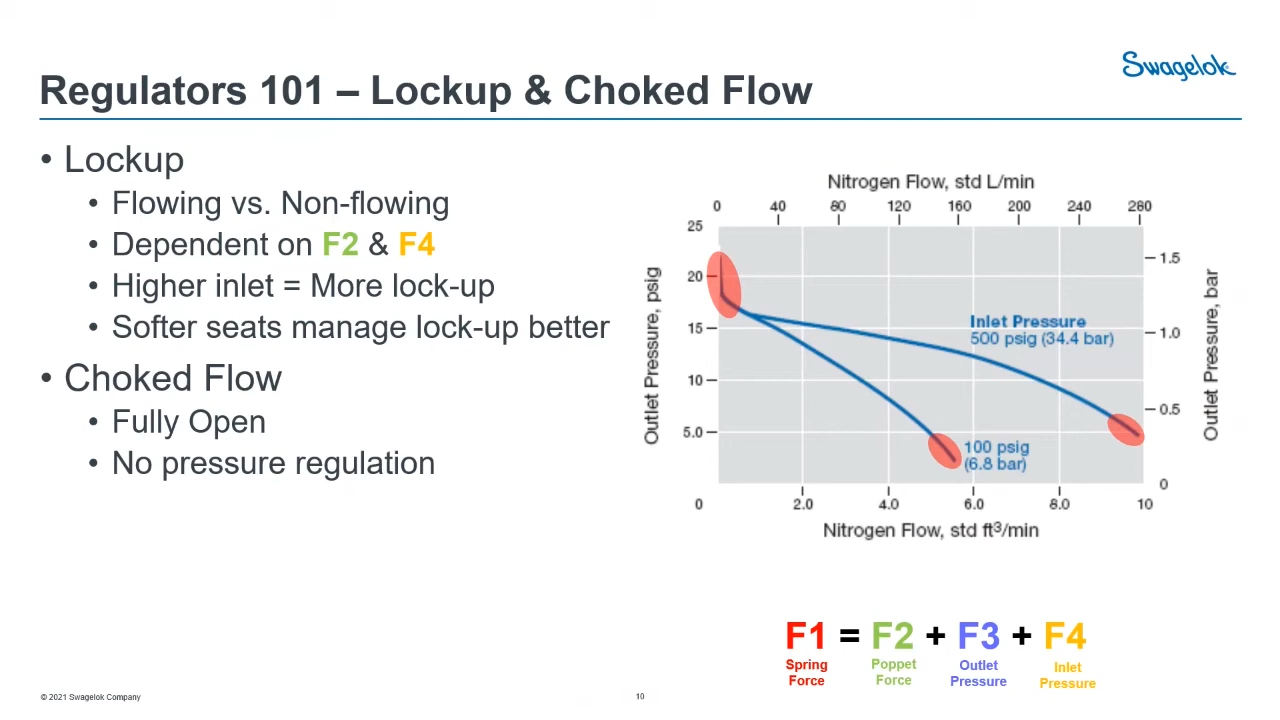 Swagelok
Regulators 101 – Lockup & Choked Flow
• Lockup
• Flowing vs. Non-flowing
• Dependent on F2 & F4
• Higher inlet = More lock-up
• Softer seats manage lock-up better
• Choked Flow
• Fully Open
• No pressure regulation
Nitrogen Flow, std L/min
0 40 80 120 160 200 240 280
25
20
15
10
5.0
0
Outlet Pressure, psig
1.5
1.0
0.5
0
Outlet Pressure, bar
Inlet Pressure
500 psig (34.4 bar)
100 psig
(6.8 bar)
2.0 4.0 6.0 8.0 10
Nitrogen Flow, std ft³/min
F1 = F2 + F3 + F4
Spring Force
Poppet Force
Outlet Pressure
Inlet Pressure
© 2021 Swagelok Company
10